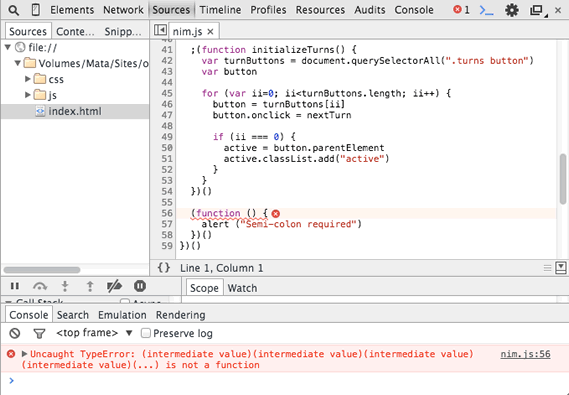 Elements Network Sources Timeline Profiles Resources Audits Console 1
Sources Conte... Snipp...
nim.js
file://
Volumes/Mata/Sites/o
css
js
index.html
41 ;(function initializeTurns() {
42 var turnButtons = document.querySelectorAll(".turns button")
43 var button
44
45 for (var ii=0; ii<turnButtons.length; ii++) {
46 button = turnButtons[ii]
47 button.onclick = nextTurn
48
49 if (ii === 0) {
50 active = button.parentElement
51 active.classList.add("active")
52 }
53 }
54 })()
55
56 (function () {
57 alert ("Semi-colon required")
58 })()
59 })()
{} Line 1, Column 1
Call Stack Async
Scope Watch
Console Search Emulation Rendering
<top frame> Preserve log
Uncaught TypeError: (intermediate value)(intermediate value)(intermediate value) nim.js:56
(intermediate value)(...) is not a function